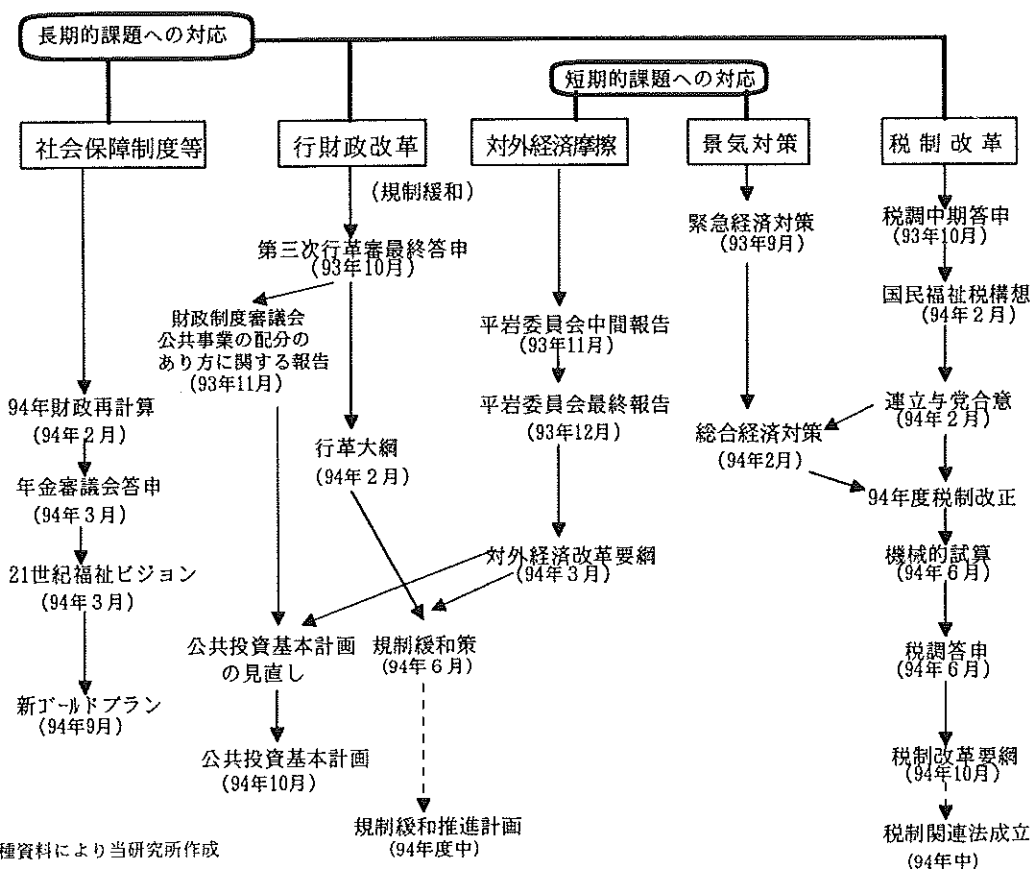 長期的課題への対応
短期的課題への対応
社会保障制度等
行財政改革
対外経済摩擦
景気対策
税制改革
(規制緩和)
94年財政再計算
(94年2月)
年金審議会答申
(94年3月)
21世紀福祉ビジョン
(94年3月)
新ゴールドプラン
(94年9月)
第三次行革審最終答申
(93年10月)
財政制度審議会
公共事業の配分の
あり方に関する報告
(93年11月)
行革大綱
(94年2月)
公共投資基本計画
の見直し
公共投資基本計画
(94年10月)
規制緩和策
(94年6月)
規制緩和推進計画
(94年度中)
平岩委員会中間報告
(93年11月)
平岩委員会最終報告
(93年12月)
対外経済改革要綱
(94年3月)
緊急経済対策
(93年9月)
総合経済対策
(94年2月)
税調中期答申
(93年10月)
国民福祉税構想
(94年2月)
連立与党合意
(94年2月)
94年度税制改正
機械的試算
(94年6月)
税調答申
(94年6月)
税制改革要綱
(94年10月)
税制関連法成立
(94年中)
種資料により当研究所作成